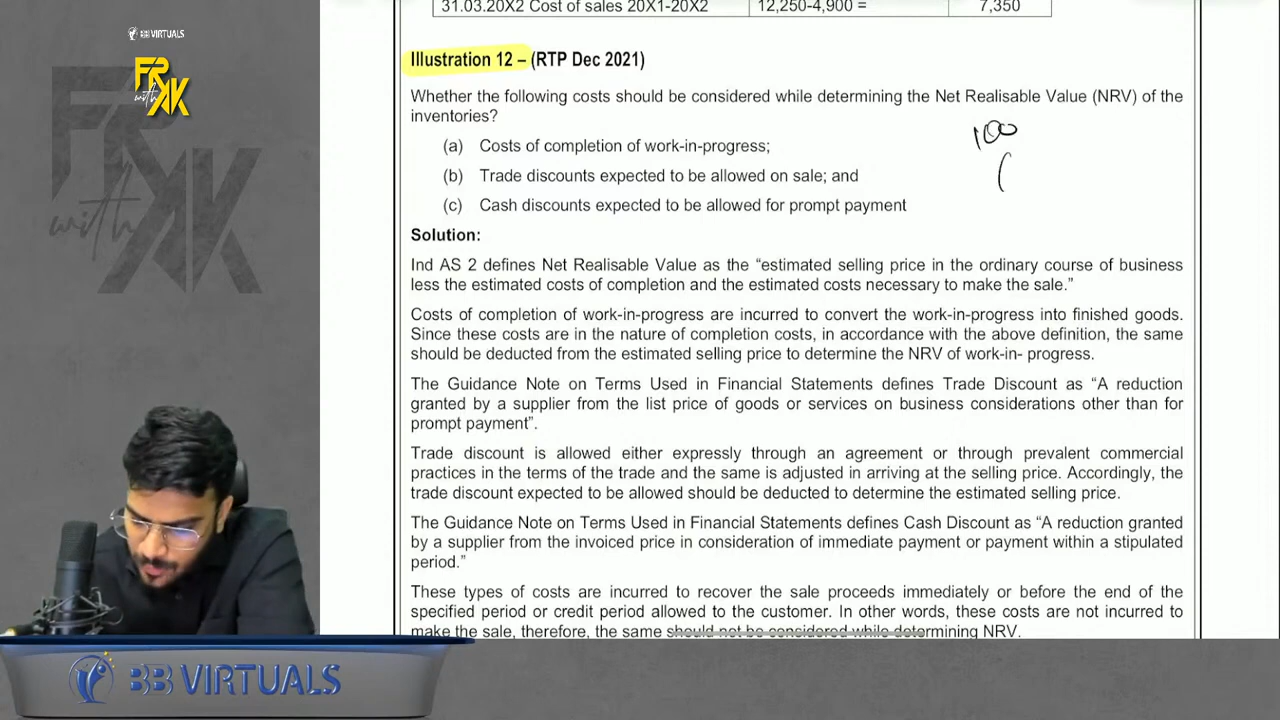 31.03.20X2 Cost of sales 20X1-20X2 12,250-4,900 = 7,350
BB VIRTUALS
FR
with
AK
FR
with
AK
Illustration 12 – (RTP Dec 2021)
Whether the following costs should be considered while determining the Net Realisable Value (NRV) of the
inventories?
100
(
(a) Costs of completion of work-in-progress;
(b) Trade discounts expected to be allowed on sale; and
(c) Cash discounts expected to be allowed for prompt payment
Solution:
Ind AS 2 defines Net Realisable Value as the “estimated selling price in the ordinary course of business
less the estimated costs of completion and the estimated costs necessary to make the sale.”
Costs of completion of work-in-progress are incurred to convert the work-in-progress into finished goods.
Since these costs are in the nature of completion costs, in accordance with the above definition, the same
should be deducted from the estimated selling price to determine the NRV of work-in- progress.
The Guidance Note on Terms Used in Financial Statements defines Trade Discount as “A reduction
granted by a supplier from the list price of goods or services on business considerations other than for
prompt payment”.
Trade discount is allowed either expressly through an agreement or through prevalent commercial
practices in the terms of the trade and the same is adjusted in arriving at the selling price. Accordingly, the
trade discount expected to be allowed should be deducted to determine the estimated selling price.
The Guidance Note on Terms Used in Financial Statements defines Cash Discount as “A reduction granted
by a supplier from the invoiced price in consideration of immediate payment or payment within a stipulated
period.”
These types of costs are incurred to recover the sale proceeds immediately or before the end of the
specified period or credit period allowed to the customer. In other words, these costs are not incurred to
make the sale, therefore, the same should not be considered while determining NRV.
BB VIRTUALS